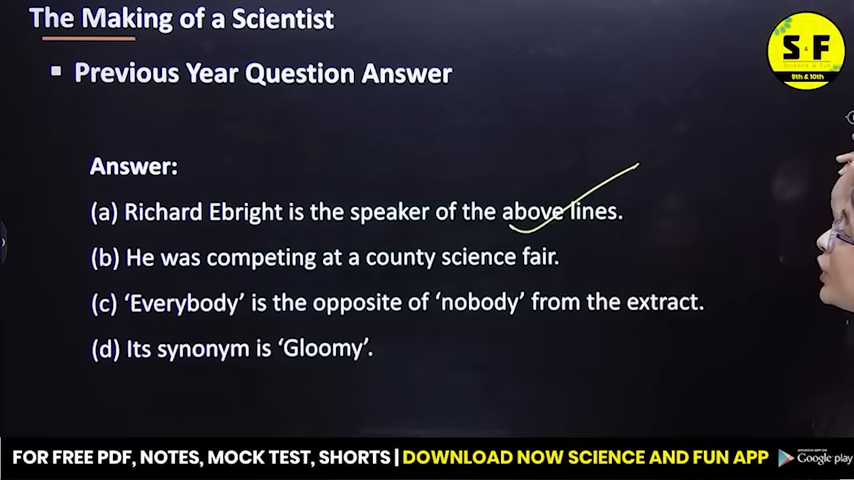 The Making of a Scientist
▪ Previous Year Question Answer
S&F
Science & Fun
9th & 10th
Answer:
(a) Richard Ebright is the speaker of the above lines.
(b) He was competing at a county science fair.
(c) ‘Everybody’ is the opposite of ‘nobody’ from the extract.
(d) Its synonym is ‘Gloomy’.
FOR FREE PDF, NOTES, MOCK TEST, SHORTS | DOWNLOAD NOW SCIENCE AND FUN APP
Google play